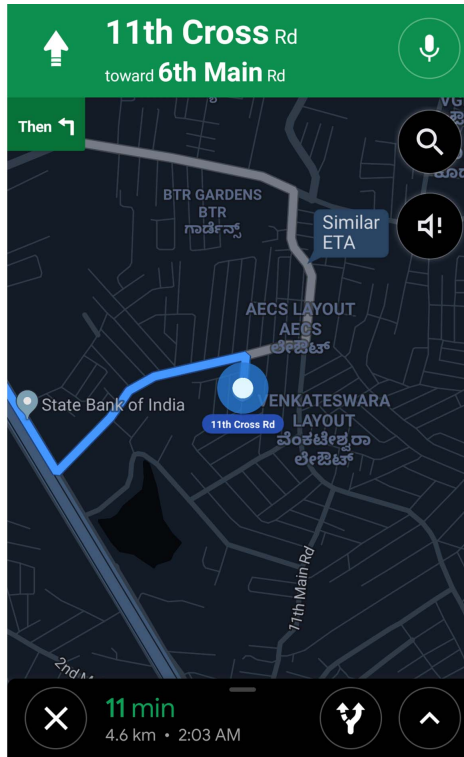 11th Cross Rd
toward 6th Main Rd
Then
BTR GARDENS
BTR
ಗಾರ್ಡೇನ್ಸ್
Similar
ETA
AECS LAYOUT
AECS
ಲೇಔಟ್
State Bank of India
VENKATESWARA
LAYOUT
ವೆಂಕಟೇಶ್ವರಾ
ಲೇಔಟ್
11th Cross Rd
11th Main Rd
2nd
11 min
4.6 km • 2:03 AM